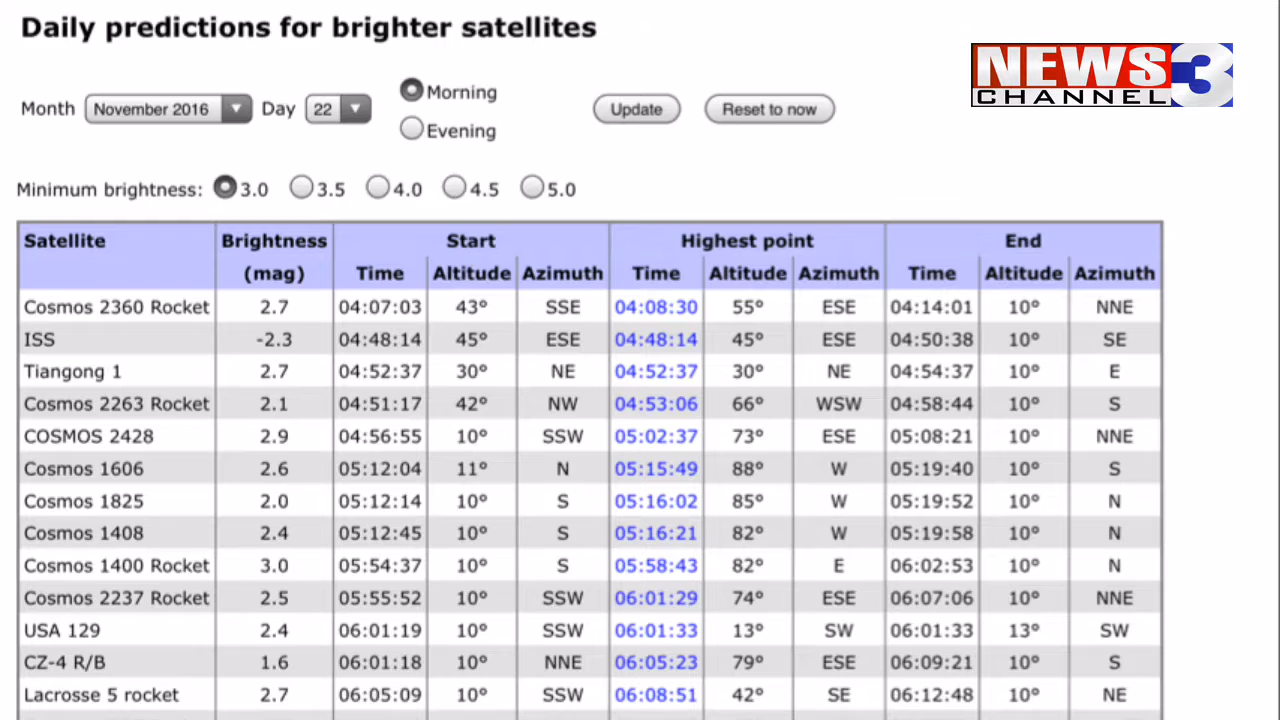 Daily predictions for brighter satellites
NEWS 3
CHANNEL
Month November 2016 Day 22 Morning Update Reset to now
Evening
Minimum brightness: 3.0 3.5 4.0 4.5 5.0
Satellite Brightness Start Highest point End
(mag) Time Altitude Azimuth Time Altitude Azimuth Time Altitude Azimuth
Cosmos 2360 Rocket 2.7 04:07:03 43° SSE 04:08:30 55° ESE 04:14:01 10° NNE
ISS -2.3 04:48:14 45° ESE 04:48:14 45° ESE 04:50:38 10° SE
Tiangong 1 2.7 04:52:37 30° NE 04:52:37 30° NE 04:54:37 10° E
Cosmos 2263 Rocket 2.1 04:51:17 42° NW 04:53:06 66° WSW 04:58:44 10° S
COSMOS 2428 2.9 04:56:55 10° SSW 05:02:37 73° ESE 05:08:21 10° NNE
Cosmos 1606 2.6 05:12:04 11° N 05:15:49 88° W 05:19:40 10° S
Cosmos 1825 2.0 05:12:14 10° S 05:16:02 85° W 05:19:52 10° N
Cosmos 1408 2.4 05:12:45 10° S 05:16:21 82° W 05:19:58 10° N
Cosmos 1400 Rocket 3.0 05:54:37 10° S 05:58:43 82° E 06:02:53 10° N
Cosmos 2237 Rocket 2.5 05:55:52 10° SSW 06:01:29 74° ESE 06:07:06 10° NNE
USA 129 2.4 06:01:19 10° SSW 06:01:33 13° SW 06:01:33 13° SW
CZ-4 R/B 1.6 06:01:18 10° NNE 06:05:23 79° ESE 06:09:21 10° S
Lacrosse 5 rocket 2.7 06:05:09 10° SSW 06:08:51 42° SE 06:12:48 10° NE